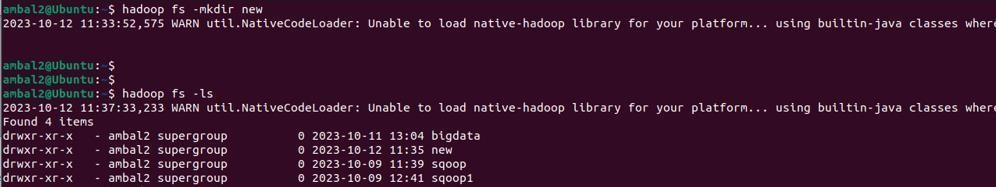 ambal2@Ubuntu:~$ hadoop fs -mkdir new
2023-10-12 11:33:52,575 WARN util.NativeCodeLoader: Unable to load native-hadoop library for your platform... using builtin-java classes where
ambal2@Ubuntu:~$
ambal2@Ubuntu:~$
ambal2@Ubuntu:~$ hadoop fs -ls
2023-10-12 11:37:33,233 WARN util.NativeCodeLoader: Unable to load native-hadoop library for your platform... using builtin-java classes where
Found 4 items
drwxr-xr-x   - ambal2 supergroup          0 2023-10-11 13:04 bigdata
drwxr-xr-x   - ambal2 supergroup          0 2023-10-12 11:35 new
drwxr-xr-x   - ambal2 supergroup          0 2023-10-09 11:39 sqoop
drwxr-xr-x   - ambal2 supergroup          0 2023-10-09 12:41 sqoop1